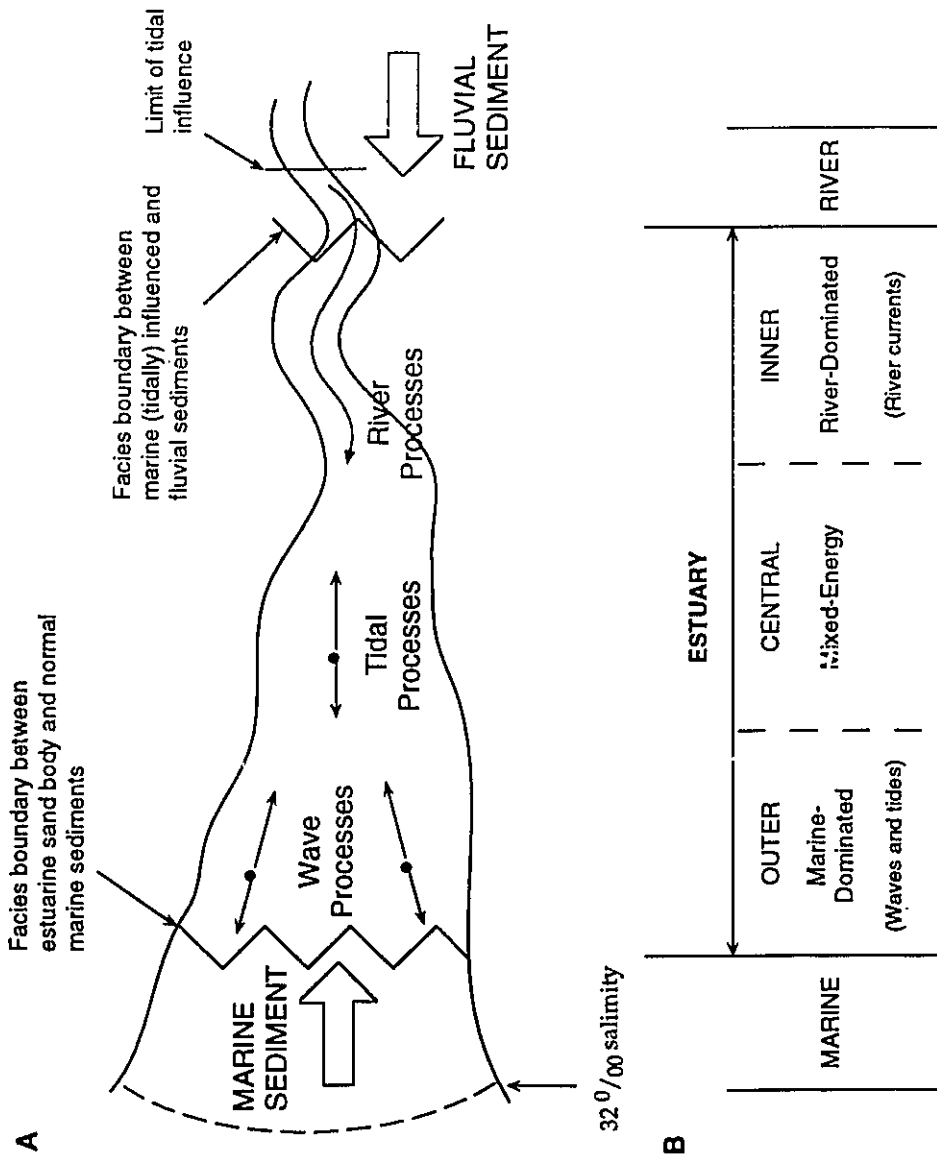 A
Facies boundary between
estuarine sand body and normal
marine sediments
Facies boundary between
marine (tidally) influenced and
fluvial sediments
Limit of tidal
influence
MARINE
SEDIMENT
Wave
Processes
Tidal
Processes
River
Processes
FLUVIAL
SEDIMENT
32 0/00 salimity
B
ESTUARY
MARINE
OUTER
Marine-
Dominated
(Waves and tides)
CENTRAL
Mixed-Energy
INNER
River-Dominated
(River currents)
RIVER